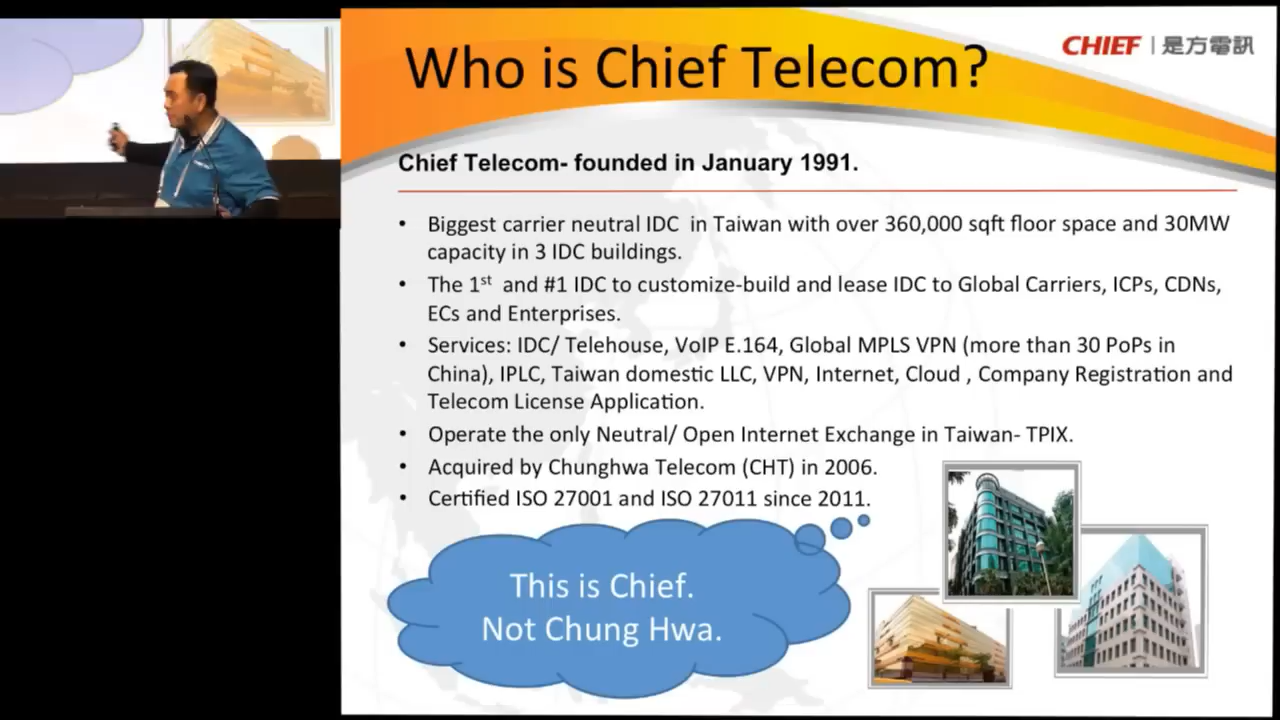 Who is Chief Telecom?
CHIEF | 是方電訊
Chief Telecom- founded in January 1991.
• Biggest carrier neutral IDC in Taiwan with over 360,000 sqft floor space and 30MW
capacity in 3 IDC buildings.
• The 1st and #1 IDC to customize-build and lease IDC to Global Carriers, ICPs, CDNs,
ECs and Enterprises.
• Services: IDC/ Telehouse, VoIP E.164, Global MPLS VPN (more than 30 PoPs in
China), IPLC, Taiwan domestic LLC, VPN, Internet, Cloud , Company Registration and
Telecom License Application.
• Operate the only Neutral/ Open Internet Exchange in Taiwan- TPIX.
• Acquired by Chunghwa Telecom (CHT) in 2006.
• Certified ISO 27001 and ISO 27011 since 2011.
This is Chief.
Not Chung Hwa.